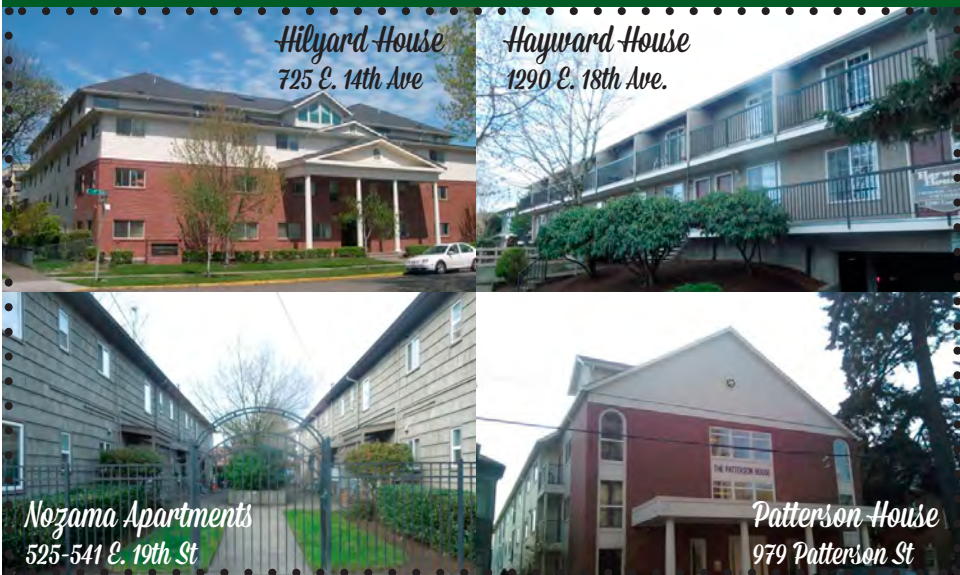 Hilyard House
725 E. 14th Ave
Hayward House
1290 E. 18th Ave.
THE PATTERSON HOUSE
Nozama Apartments
525-541 E. 19th St
Patterson House
979 Patterson St